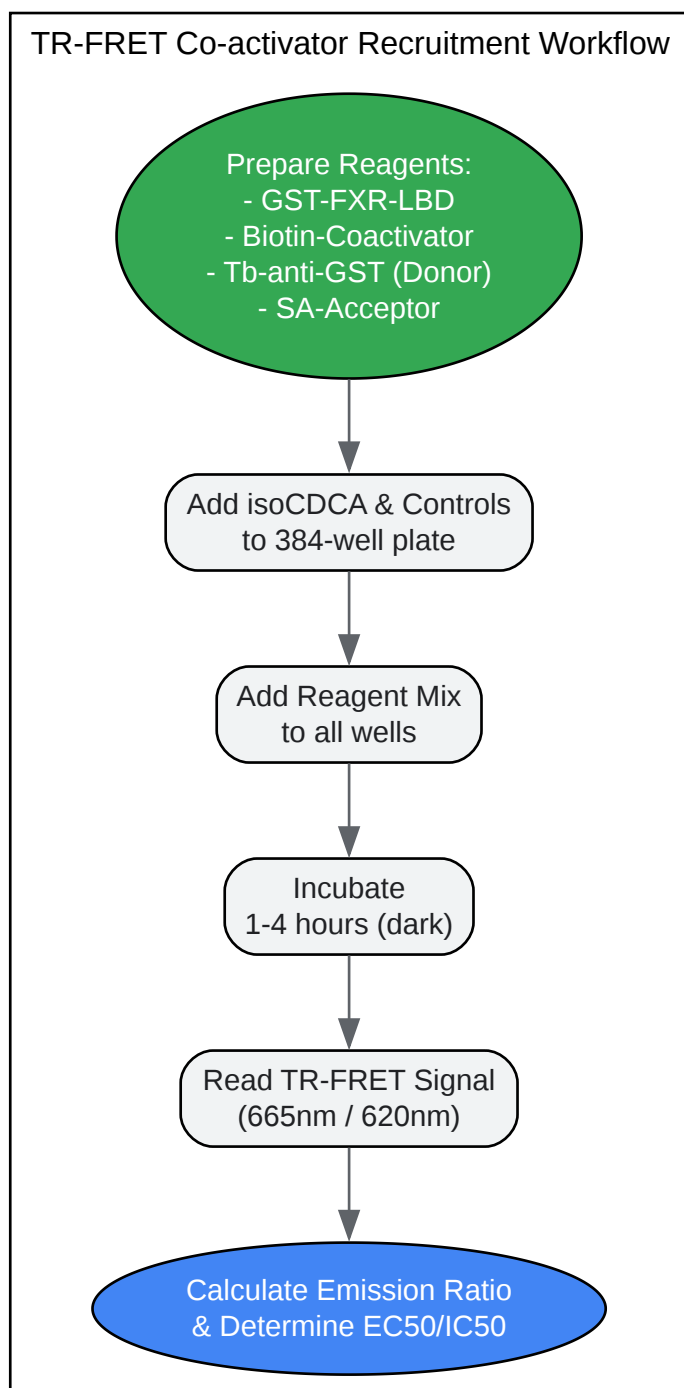 TR-FRET Co-activator Recruitment Workflow
Prepare Reagents:
- GST-FXR-LBD
- Biotin-Coactivator
- Tb-anti-GST (Donor)
- SA-Acceptor
Add isoCDCA & Controls
to 384-well plate
Add Reagent Mix
to all wells
Incubate
1-4 hours (dark)
Read TR-FRET Signal
(665nm / 620nm)
Calculate Emission Ratio
& Determine EC50/IC50